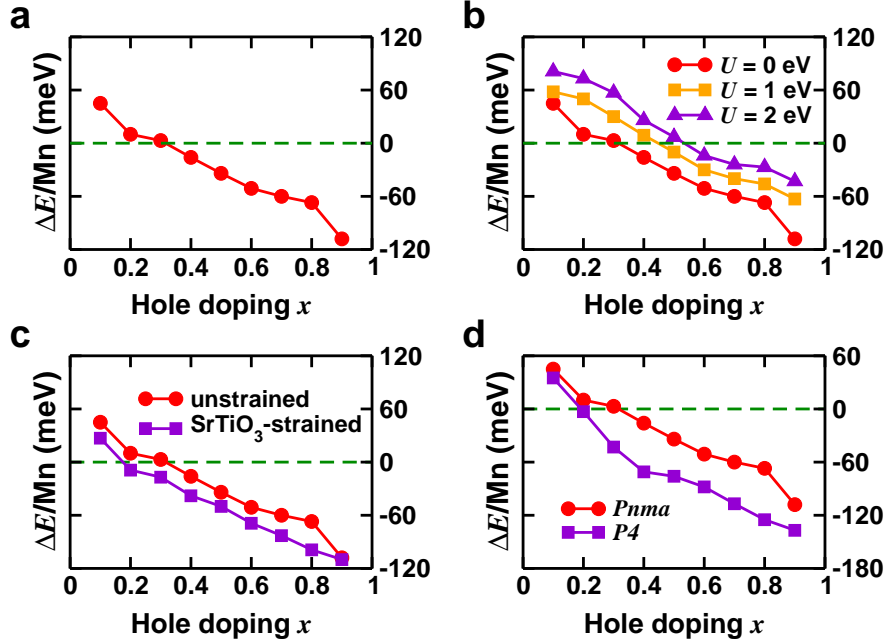 a
ΔE/Mn (meV)
120
60
0
-60
-120
0 0.2 0.4 0.6 0.8 1
Hole doping x
b
U = 0 eV
U = 1 eV
U = 2 eV
ΔE/Mn (meV)
120
60
0
-60
-120
0 0.2 0.4 0.6 0.8 1
Hole doping x
c
unstrained
SrTiO3-strained
ΔE/Mn (meV)
120
60
0
-60
-120
0 0.2 0.4 0.6 0.8 1
Hole doping x
d
Pnma
P4
ΔE/Mn (meV)
60
0
-60
-120
-180
0 0.2 0.4 0.6 0.8 1
Hole doping x